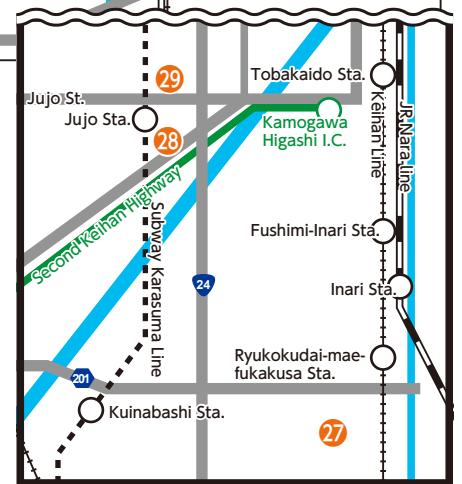 29
Tobakaido Sta.
Jujo St.
Jujo Sta.
28
Kamogawa
Higashi I.C.
Keihan Line
JR Nara line
Second Keihan Highway
Subway Karasuma Line
Fushimi-Inari Sta.
24
Inari Sta.
Ryukokudai-mae-
fukakusa Sta.
201
Kuinabashi Sta.
27